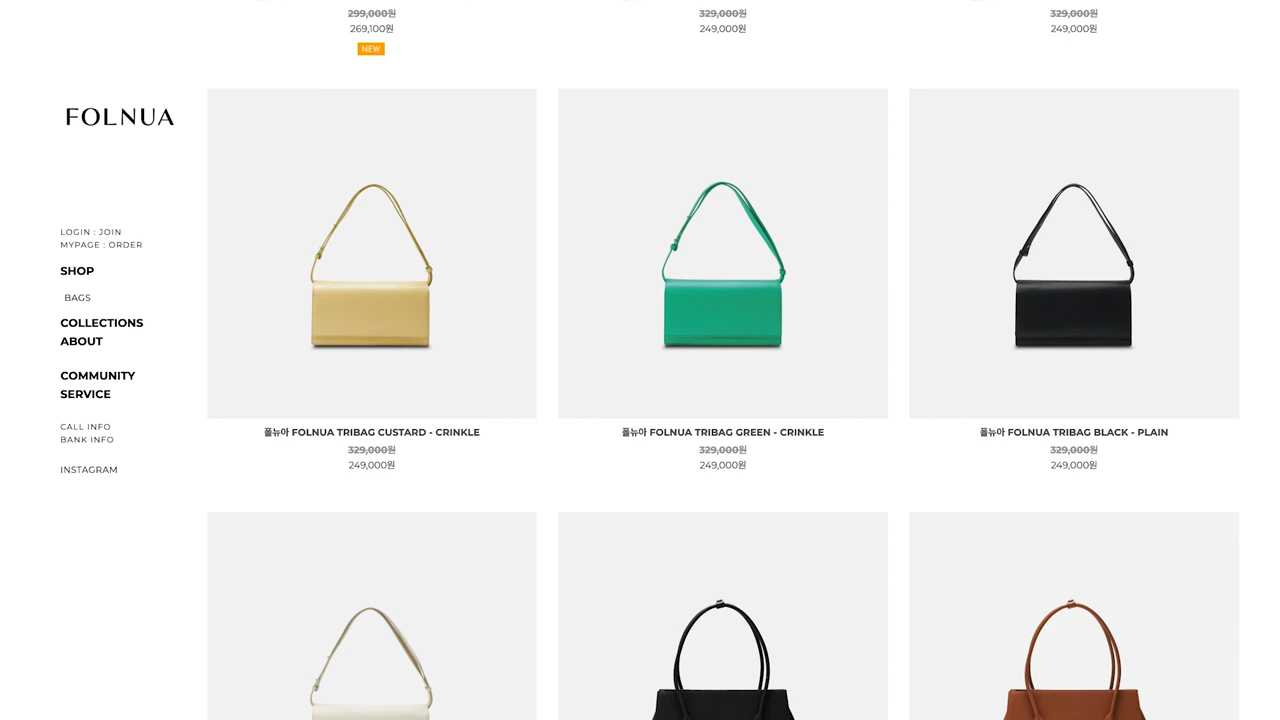 299,000원
269,100원
NEW
329,000원
249,000원
329,000원
249,000원
FOLNUA
LOGIN : JOIN
MYPAGE : ORDER
SHOP
BAGS
COLLECTIONS
ABOUT
COMMUNITY
SERVICE
CALL INFO
BANK INFO
INSTAGRAM
폴뉴아 FOLNUA TRIBAG CUSTARD - CRINKLE
329,000원
249,000원
폴뉴아 FOLNUA TRIBAG GREEN - CRINKLE
329,000원
249,000원
폴뉴아 FOLNUA TRIBAG BLACK - PLAIN
329,000원
249,000원